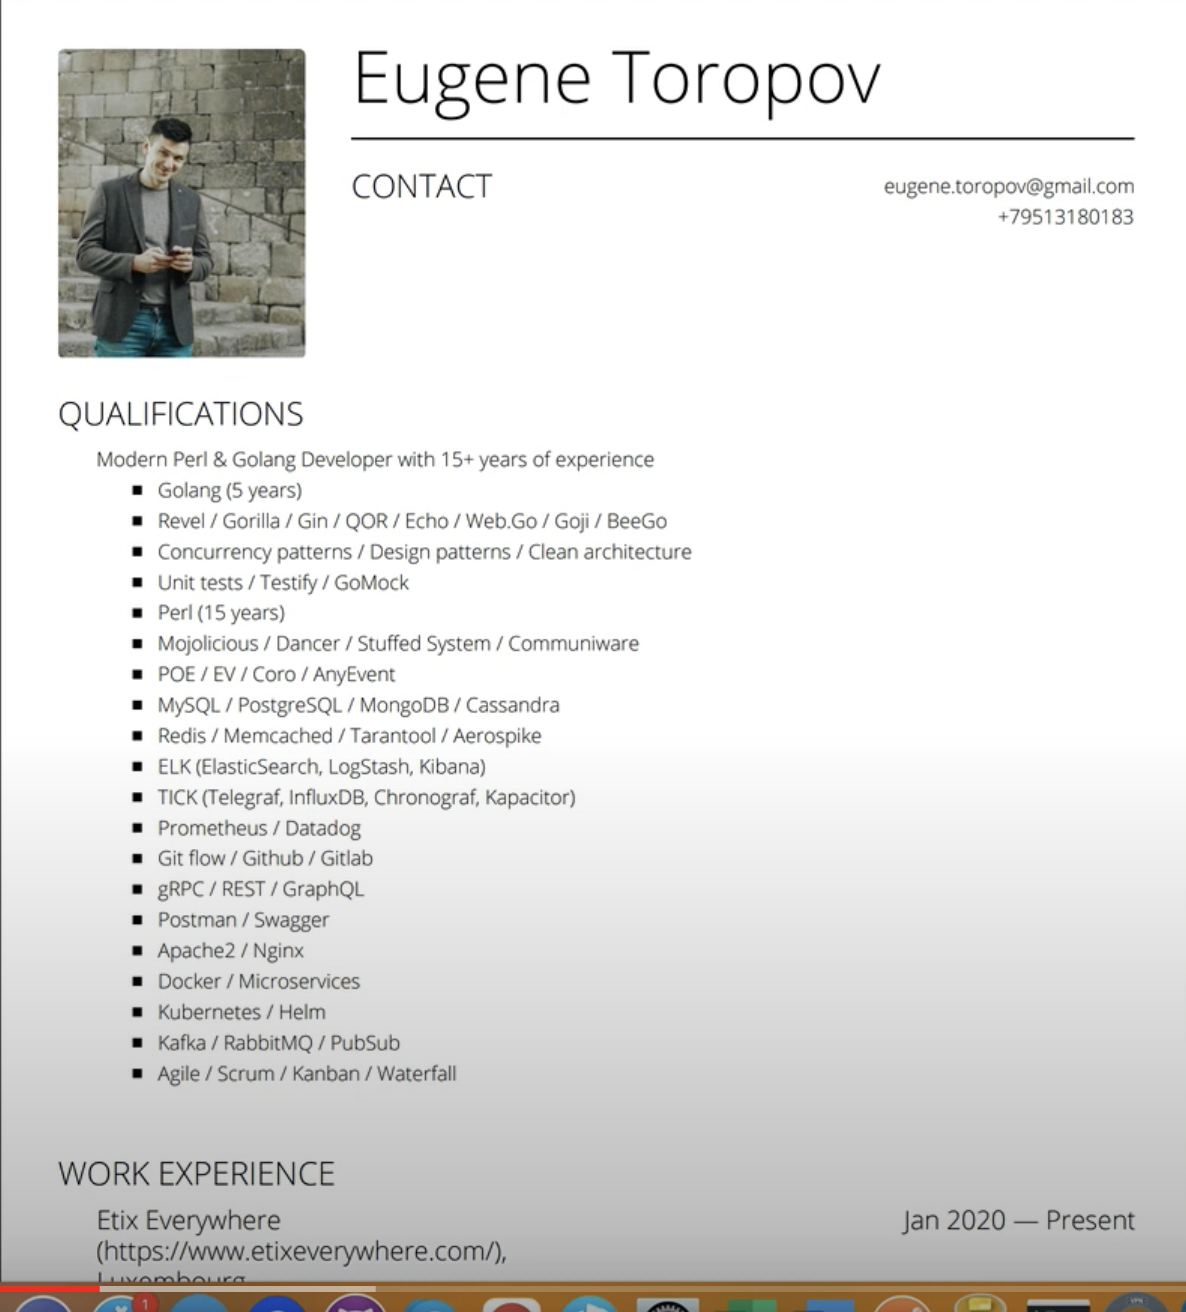 Eugene Toropov
CONTACT
eugene.toropov@gmail.com
+79513180183
QUALIFICATIONS
Modern Perl & Golang Developer with 15+ years of experience
■ Golang (5 years)
■ Revel / Gorilla / Gin / QOR / Echo / Web.Go / Goji / BeeGo
■ Concurrency patterns / Design patterns / Clean architecture
■ Unit tests / Testify / GoMock
■ Perl (15 years)
■ Mojolicious / Dancer / Stuffed System / Communiware
■ POE / EV / Coro / AnyEvent
■ MySQL / PostgreSQL / MongoDB / Cassandra
■ Redis / Memcached / Tarantool / Aerospike
■ ELK (ElasticSearch, LogStash, Kibana)
■ TICK (Telegraf, InfluxDB, Chronograf, Kapacitor)
■ Prometheus / Datadog
■ Git flow / Github / Gitlab
■ gRPC / REST / GraphQL
■ Postman / Swagger
■ Apache2 / Nginx
■ Docker / Microservices
■ Kubernetes / Helm
■ Kafka / RabbitMQ / PubSub
■ Agile / Scrum / Kanban / Waterfall
WORK EXPERIENCE
Etix Everywhere
Jan 2020 — Present
(https://www.etixeverywhere.com/),
Luxembourg
1
VPN